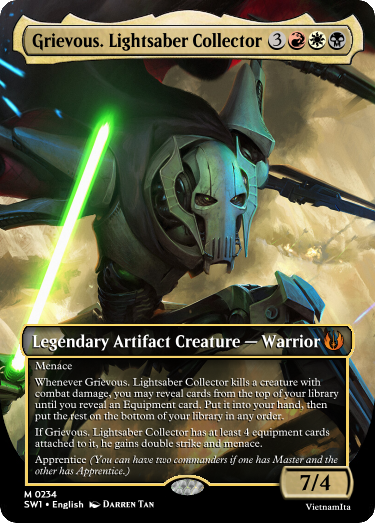 Grievous. Lightsaber Collector 3
Legendary Artifact Creature — Warrior
Menace
Whenever Grievous. Lightsaber Collector kills a creature with
combat damage, you may reveal cards from the top of your library
until you reveal an Equipment card. Put it into your hand, then
put the rest on the bottom of your library in any order.
If Grievous. Lightsaber Collector has at least 4 equipment cards
attached to it, he gains double strike and menace.
Apprentice (You can have two commanders if one has Master and the
other has Apprentice.)
7/4
M 0234
SW1 • English DARREN TAN
VietnamIta